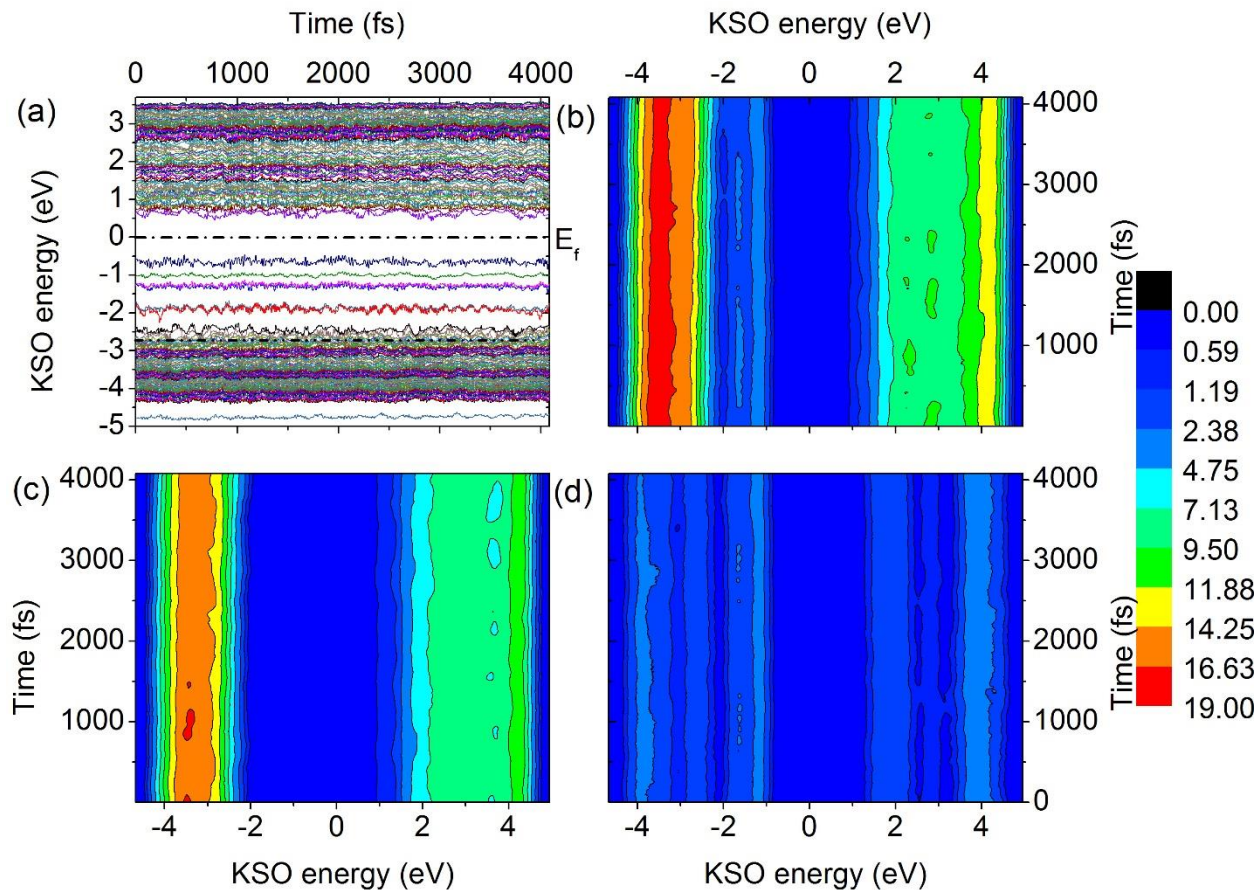 Time (fs)
0 1000 2000 3000 4000
KSO energy (eV)
-4 -2 0 2 4
(a)
KSO energy (eV)
3
2
1
0
-1
-2
-3
-4
-5
E_f
(b)
4000
3000
2000
1000
Time (fs)
0.00
0.59
1.19
2.38
4.75
7.13
9.50
11.88
14.25
16.63
19.00
(c)
Time (fs)
4000
3000
2000
1000
-4 -2 0 2 4
KSO energy (eV)
(d)
4000
3000
2000
1000
0
Time (fs)
-4 -2 0 2 4
KSO energy (eV)